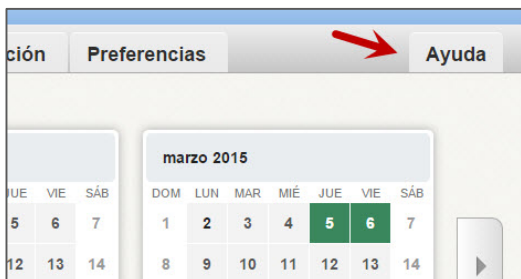 ción Preferencias Ayuda
marzo 2015
JUE VIE SÁB DOM LUN MAR MIÉ JUE VIE SÁB
5 6 7 1 2 3 4 5 6 7
12 13 14 8 9 10 11 12 13 14